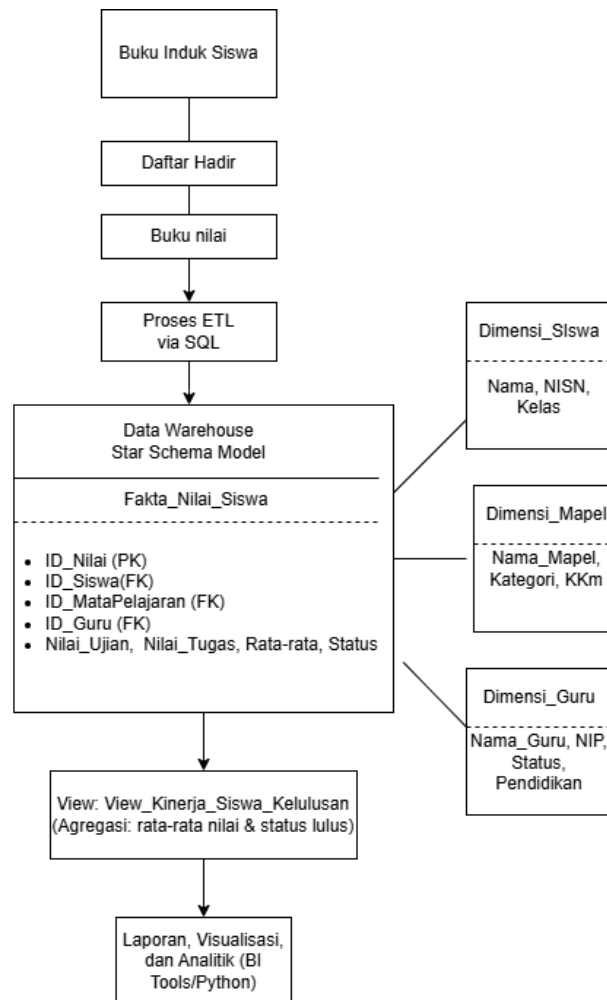 Buku Induk Siswa
Daftar Hadir
Buku nilai
Proses ETL
via SQL
Data Warehouse
Star Schema Model
Fakta_Nilai_Siswa
• ID_Nilai (PK)
• ID_Siswa(FK)
• ID_MataPelajaran (FK)
• ID_Guru (FK)
• Nilai_Ujian, Nilai_Tugas, Rata-rata, Status
Dimensi_SIswa
Nama, NISN,
Kelas
Dimensi_Mapel
Nama_Mapel,
Kategori, KKm
Dimensi_Guru
Nama_Guru, NIP,
Status,
Pendidikan
View: View_Kinerja_Siswa_Kelulusan
(Agregasi: rata-rata nilai & status lulus)
Laporan, Visualisasi,
dan Analitik (BI
Tools/Python)